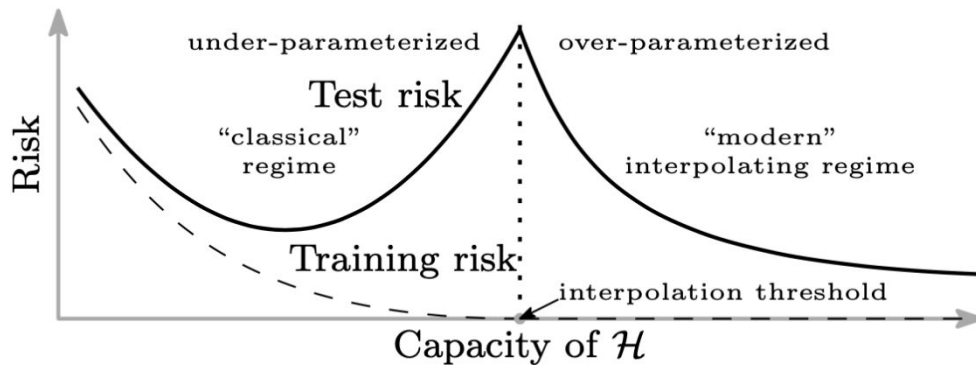 under-parameterized
over-parameterized
Test risk
“classical”
regime
“modern”
interpolating regime
Risk
Training risk
interpolation threshold
Capacity of ℋ